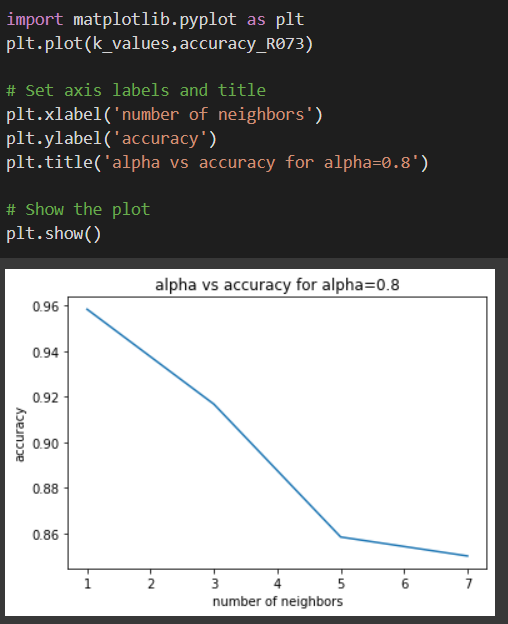 import matplotlib.pyplot as plt
plt.plot(k_values,accuracy_R073)
# Set axis labels and title
plt.xlabel('number of neighbors')
plt.ylabel('accuracy')
plt.title('alpha vs accuracy for alpha=0.8')
# Show the plot
plt.show()
alpha vs accuracy for alpha=0.8
0.96
0.94
0.92
0.90
0.88
0.86
accuracy
1 2 3 4 5 6 7
number of neighbors